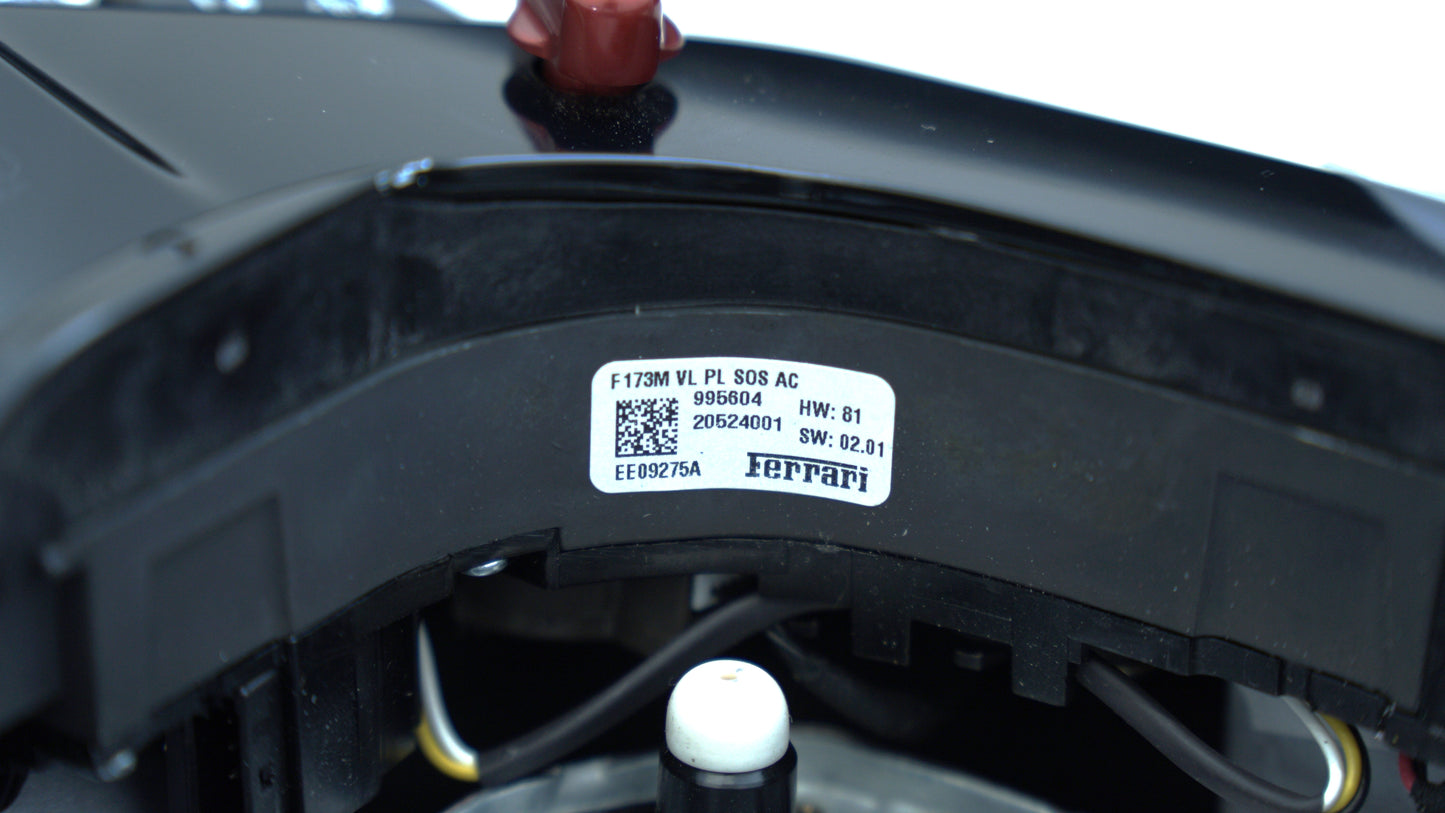 F173M VL PL SOS AC
995604
HW: 81
20524001
SW: 02.01
EE09275A
Ferrari